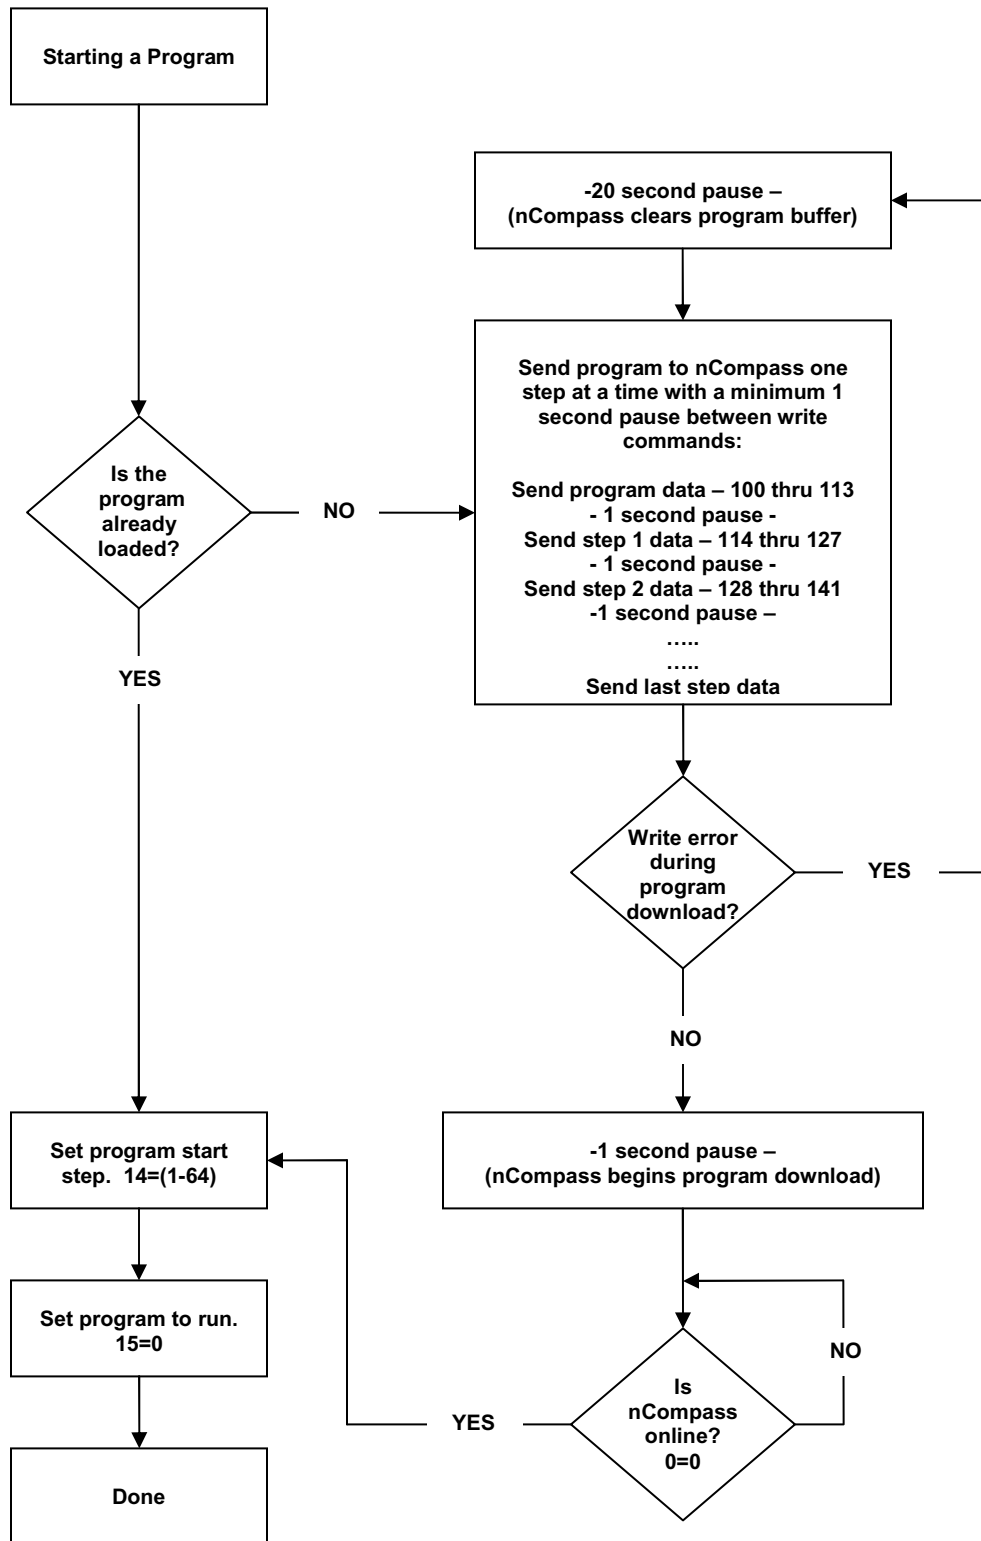 Starting a Program
-20 second pause –
(nCompass clears program buffer)
Send program to nCompass one
step at a time with a minimum 1
second pause between write
commands:
Send program data – 100 thru 113
- 1 second pause -
Send step 1 data – 114 thru 127
- 1 second pause -
Send step 2 data – 128 thru 141
-1 second pause –
…..
…..
Send last step data
Is the
program
already
loaded?
NO
YES
Write error
during
program
download?
YES
NO
-1 second pause –
(nCompass begins program download)
Set program start
step. 14=(1-64)
Set program to run.
15=0
Is
nCompass
online?
0=0
NO
YES
Done